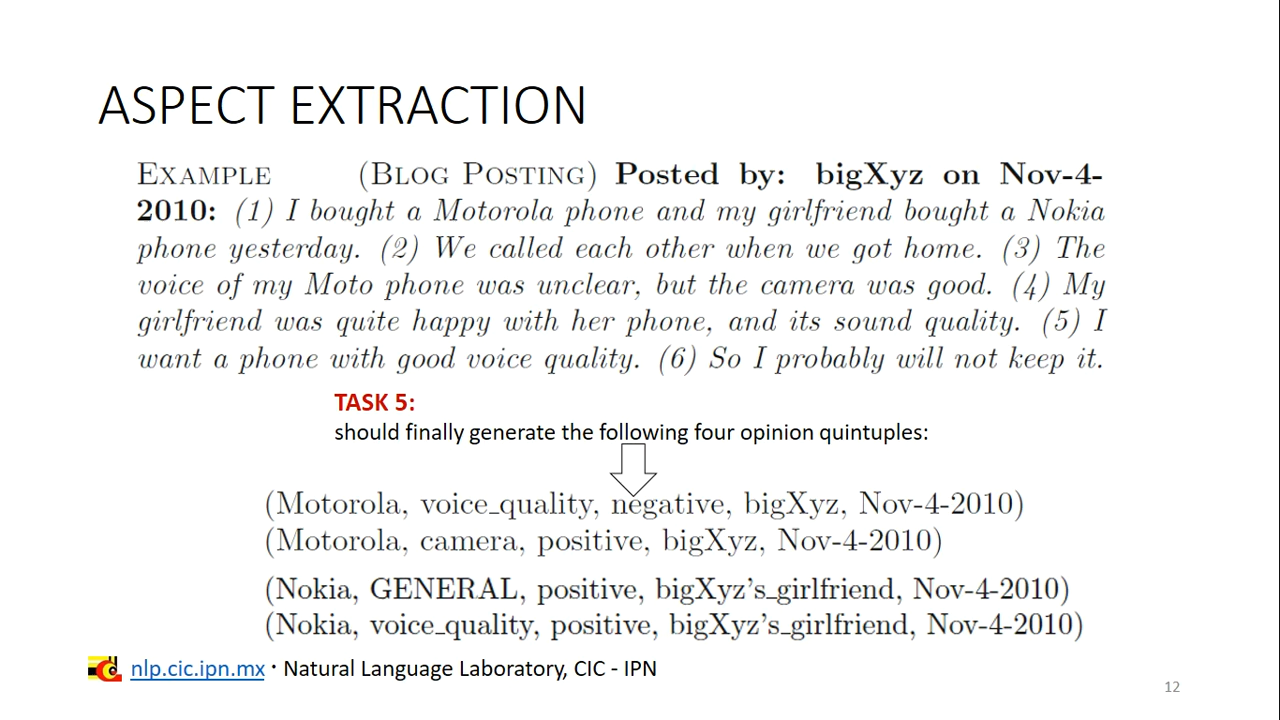 ASPECT EXTRACTION
EXAMPLE (BLOG POSTING) Posted by: bigXyz on Nov-4-
2010: (1) I bought a Motorola phone and my girlfriend bought a Nokia
phone yesterday. (2) We called each other when we got home. (3) The
voice of my Moto phone was unclear, but the camera was good. (4) My
girlfriend was quite happy with her phone, and its sound quality. (5) I
want a phone with good voice quality. (6) So I probably will not keep it.
TASK 5:
should finally generate the following four opinion quintuples:
(Motorola, voice_quality, negative, bigXyz, Nov-4-2010)
(Motorola, camera, positive, bigXyz, Nov-4-2010)
(Nokia, GENERAL, positive, bigXyz's_girlfriend, Nov-4-2010)
(Nokia, voice_quality, positive, bigXyz's_girlfriend, Nov-4-2010)
nlp.cic.ipn.mx · Natural Language Laboratory, CIC - IPN
12